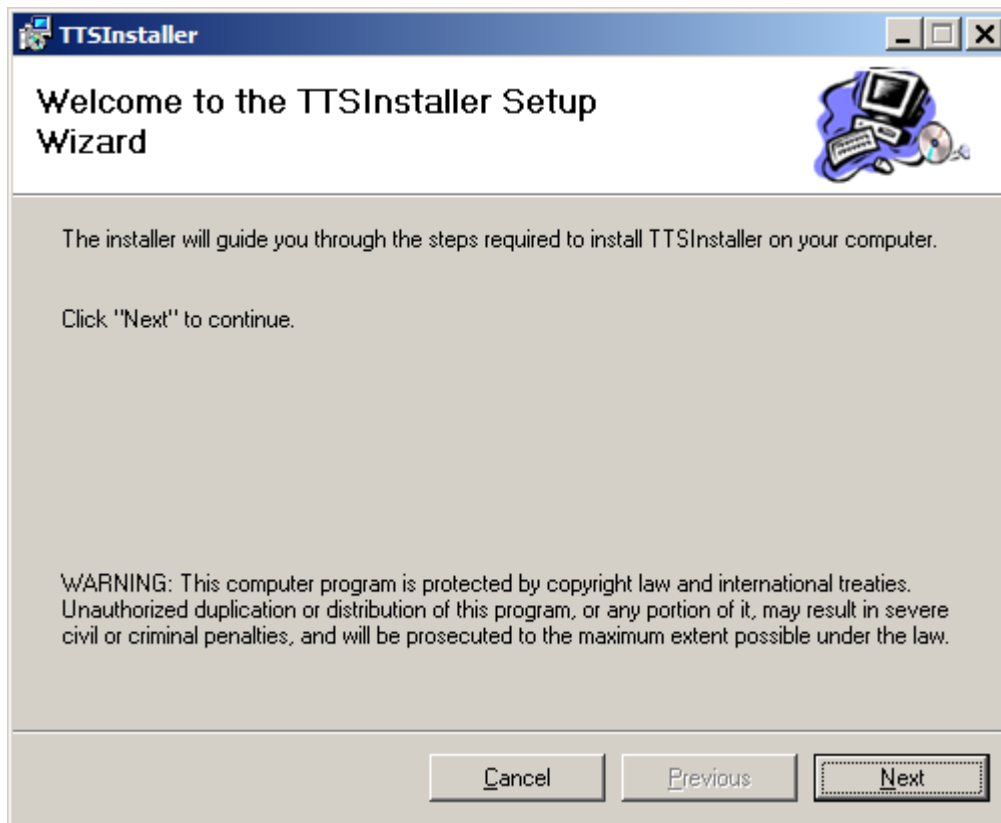 TTSInstaller
Welcome to the TTSInstaller Setup
Wizard
The installer will guide you through the steps required to install TTSInstaller on your computer.
Click "Next" to continue.
WARNING: This computer program is protected by copyright law and international treaties.
Unauthorized duplication or distribution of this program, or any portion of it, may result in severe
civil or criminal penalties, and will be prosecuted to the maximum extent possible under the law.
Cancel
Previous
Next